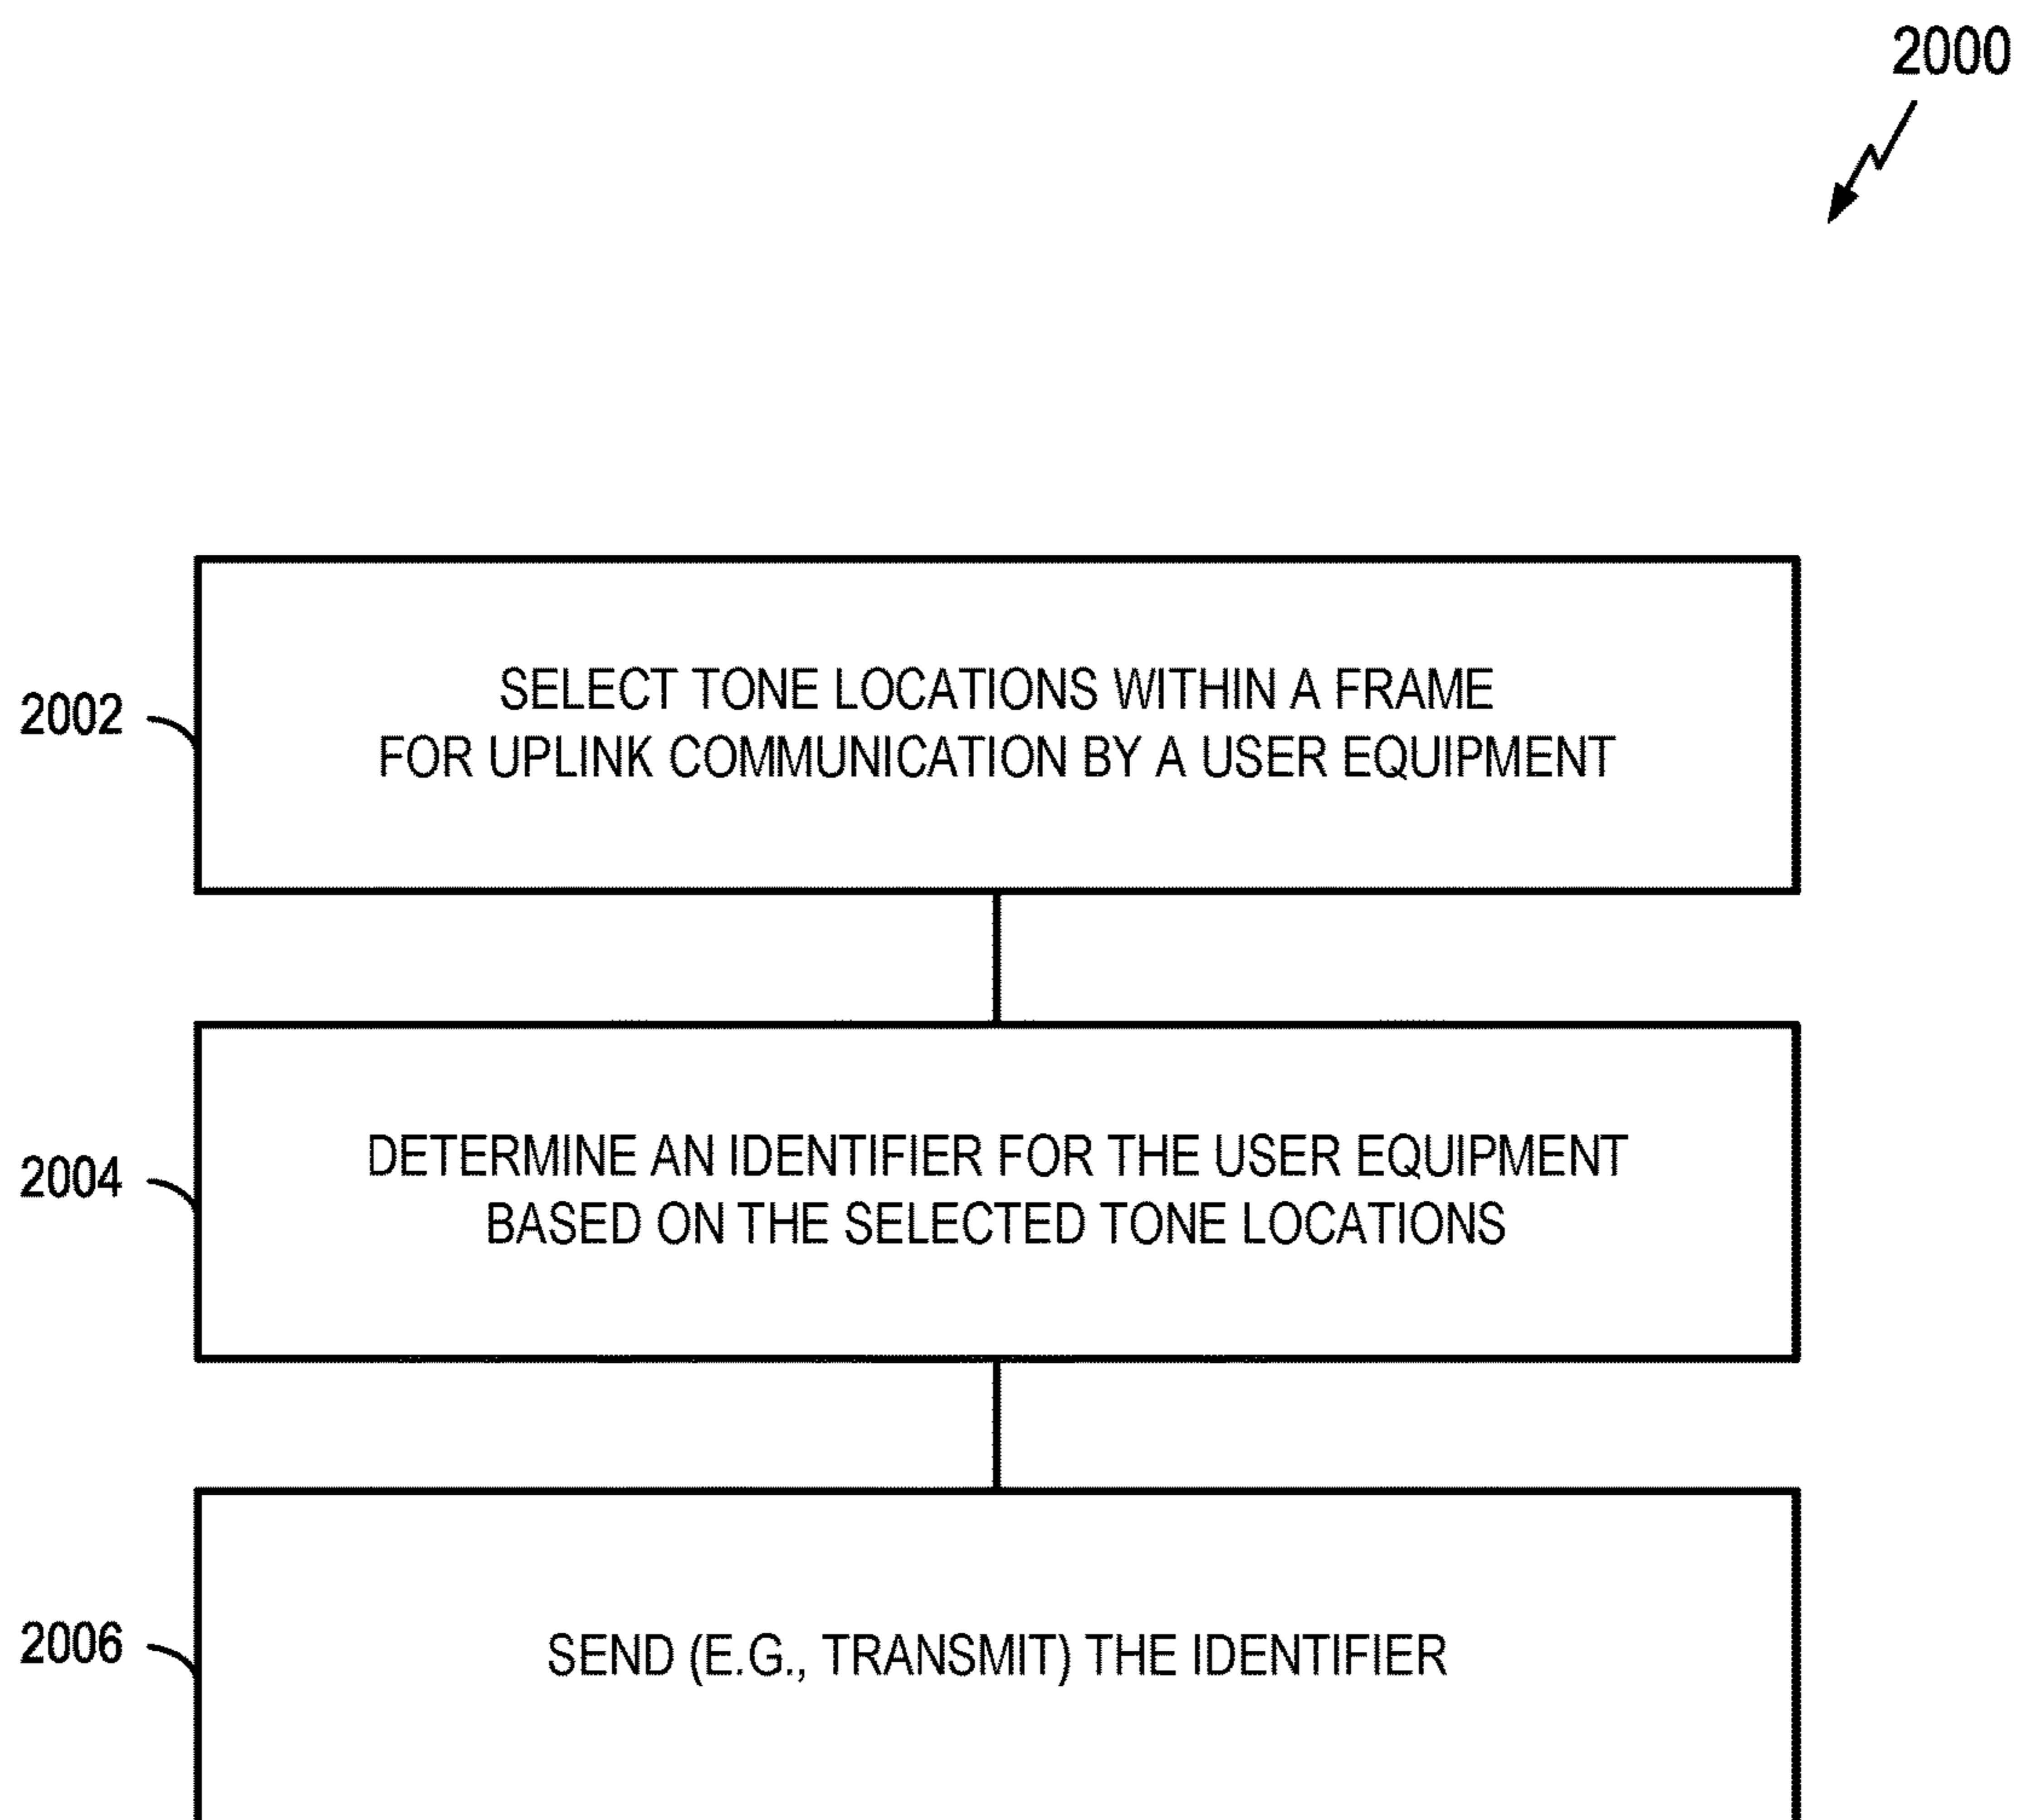 2000
2002
SELECT TONE LOCATIONS WITHIN A FRAME
FOR UPLINK COMMUNICATION BY A USER EQUIPMENT
2004
DETERMINE AN IDENTIFIER FOR THE USER EQUIPMENT
BASED ON THE SELECTED TONE LOCATIONS
2006
SEND (E.G., TRANSMIT) THE IDENTIFIER